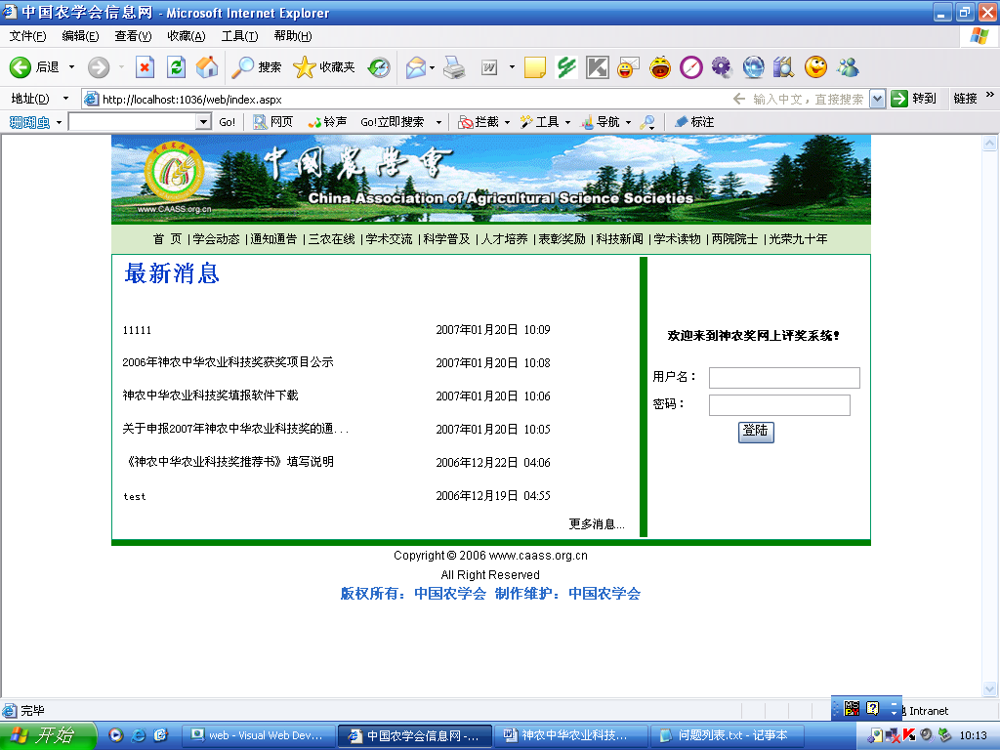 中国农学会信息网 - Microsoft Internet Explorer
文件(F) 编辑(E) 查看(V) 收藏(A) 工具(T) 帮助(H)
后退 搜索 收藏夹
地址(D) http://localhost:1036/web/index.aspx 输入中文，直接搜索 转到 链接 »
珊瑚虫 Go! 网页 铃声 Go!立即搜索 拦截 工具 导航 标注
中國农学會
China Association of Agricultural Science Societies
www.CAASS.org.cn
首 页 | 学会动态 | 通知通告 | 三农在线 | 学术交流 | 科学普及 | 人才培养 | 表彰奖励 | 科技新闻 | 学术读物 | 两院院士 | 光荣九十年
最新消息
11111 2007年01月20日 10:09
2006年神农中华农业科技奖获奖项目公示 2007年01月20日 10:08
神农中华农业科技奖填报软件下载 2007年01月20日 10:06
关于申报2007年神农中华农业科技奖的通... 2007年01月20日 10:05
《神农中华农业科技奖推荐书》填写说明 2006年12月22日 04:06
test 2006年12月19日 04:55
更多消息...
欢迎来到神农奖网上评奖系统！
用户名：
密码：
登陆
Copyright © 2006 www.caass.org.cn
All Right Reserved
版权所有：中国农学会 制作维护：中国农学会
完毕 Intranet
开始 web - Visual Web Dev... 中国农学会信息网 -... 神农中华农业科技... 问题列表.txt - 记事本 10:13